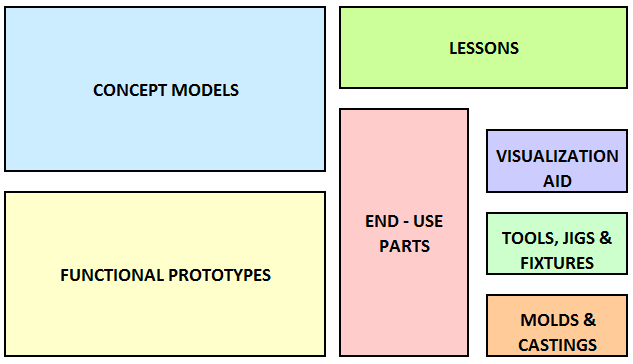 CONCEPT MODELS
LESSONS
FUNCTIONAL PROTOTYPES
END - USE
PARTS
VISUALIZATION
AID
TOOLS, JIGS &
FIXTURES
MOLDS &
CASTINGS